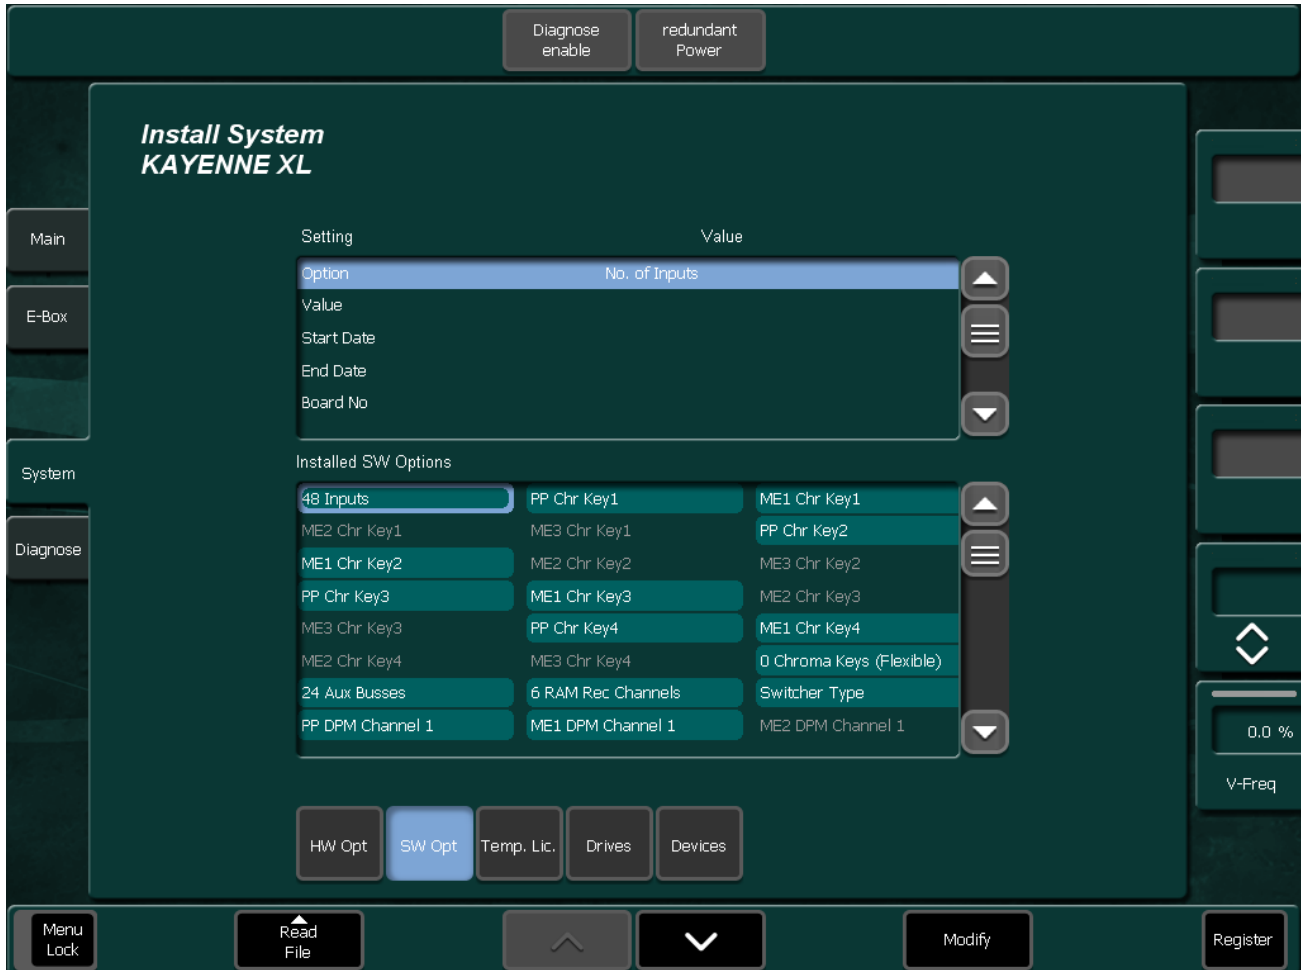 Diagnose
enable
redundant
Power
Install System
KAYENNE XL
Main
E-Box
System
Diagnose
Setting Value
Option No. of Inputs
Value
Start Date
End Date
Board No
Installed SW Options
48 Inputs PP Chr Key1 ME1 Chr Key1
ME2 Chr Key1 ME3 Chr Key1 PP Chr Key2
ME1 Chr Key2 ME2 Chr Key2 ME3 Chr Key2
PP Chr Key3 ME1 Chr Key3 ME2 Chr Key3
ME3 Chr Key3 PP Chr Key4 ME1 Chr Key4
ME2 Chr Key4 ME3 Chr Key4 0 Chroma Keys (Flexible)
24 Aux Busses 6 RAM Rec Channels Switcher Type
PP DPM Channel 1 ME1 DPM Channel 1 ME2 DPM Channel 1
0.0 %
V-Freq
HW Opt SW Opt Temp. Lic. Drives Devices
Menu
Lock
Read
File
Modify
Register